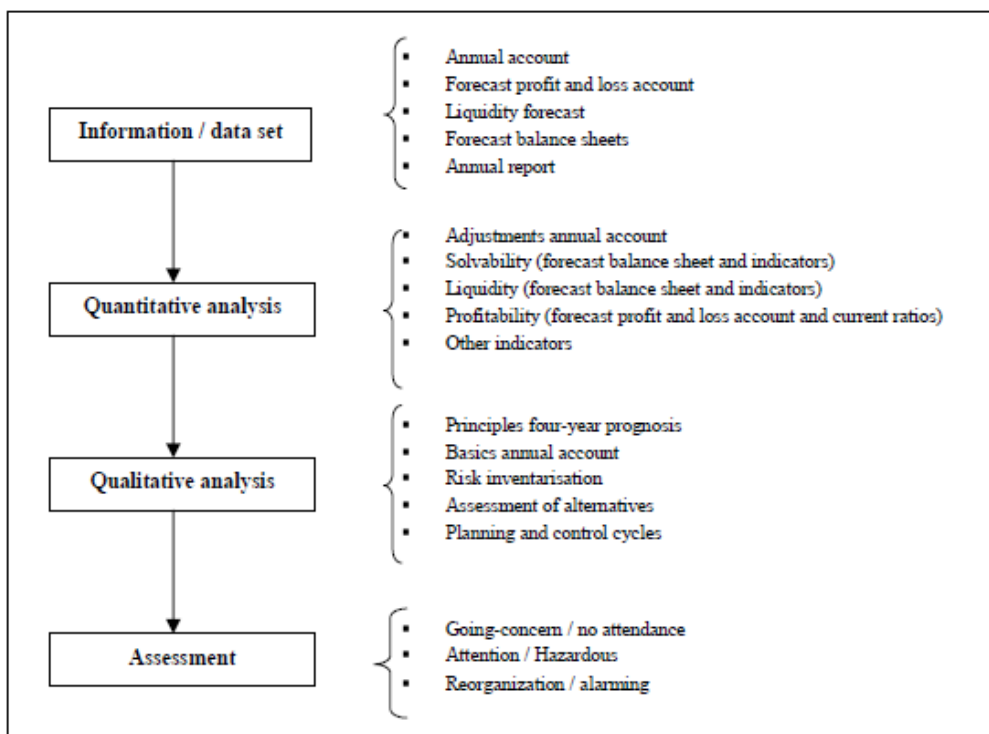 Information / data set
▪ Annual account
▪ Forecast profit and loss account
▪ Liquidity forecast
▪ Forecast balance sheets
▪ Annual report
Quantitative analysis
▪ Adjustments annual account
▪ Solvability (forecast balance sheet and indicators)
▪ Liquidity (forecast balance sheet and indicators)
▪ Profitability (forecast profit and loss account and current ratios)
▪ Other indicators
Qualitative analysis
▪ Principles four-year prognosis
▪ Basics annual account
▪ Risk inventarisation
▪ Assessment of alternatives
▪ Planning and control cycles
Assessment
▪ Going-concern / no attendance
▪ Attention / Hazardous
▪ Reorganization / alarming